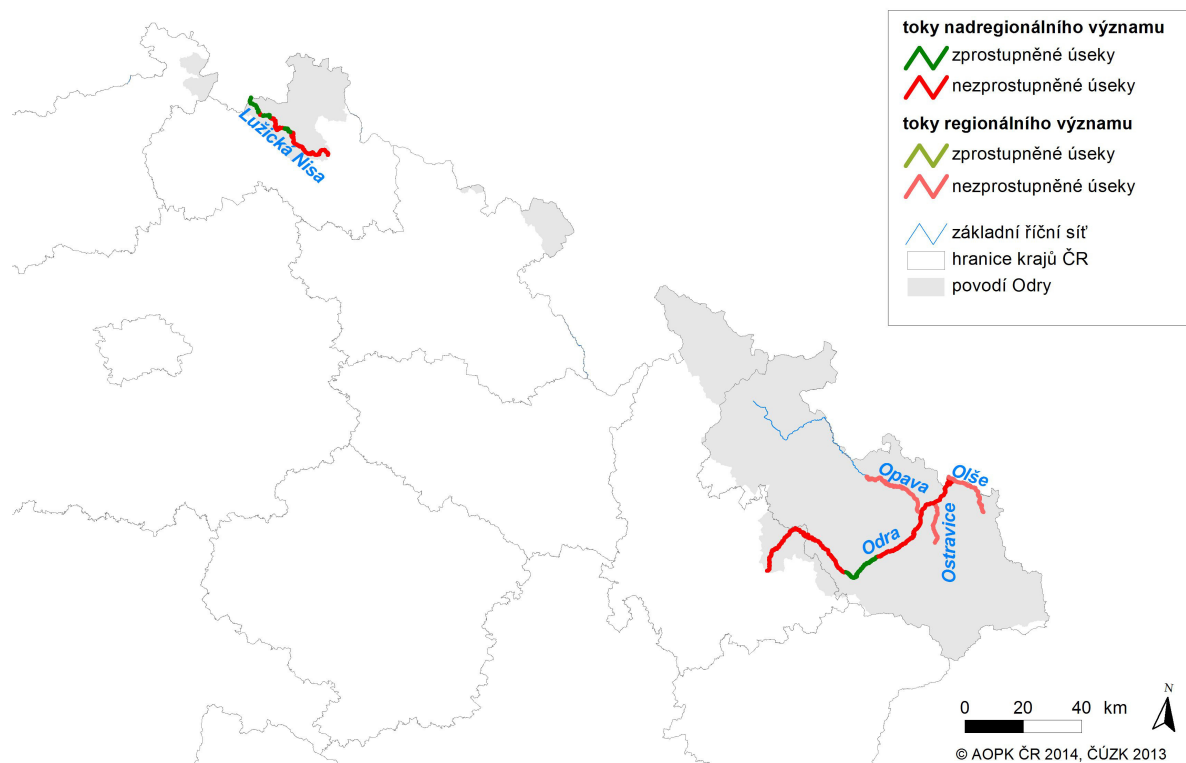 toky nadregionálního významu
zprostupněné úseky
nezprostupněné úseky
toky regionálního významu
zprostupněné úseky
nezprostupněné úseky
základní říční síť
hranice krajů ČR
povodí Odry
Lužická Nisa
Opava
Olše
Odra
Ostravice
N
0 20 40 km
© AOPK ČR 2014, ČÚZK 2013